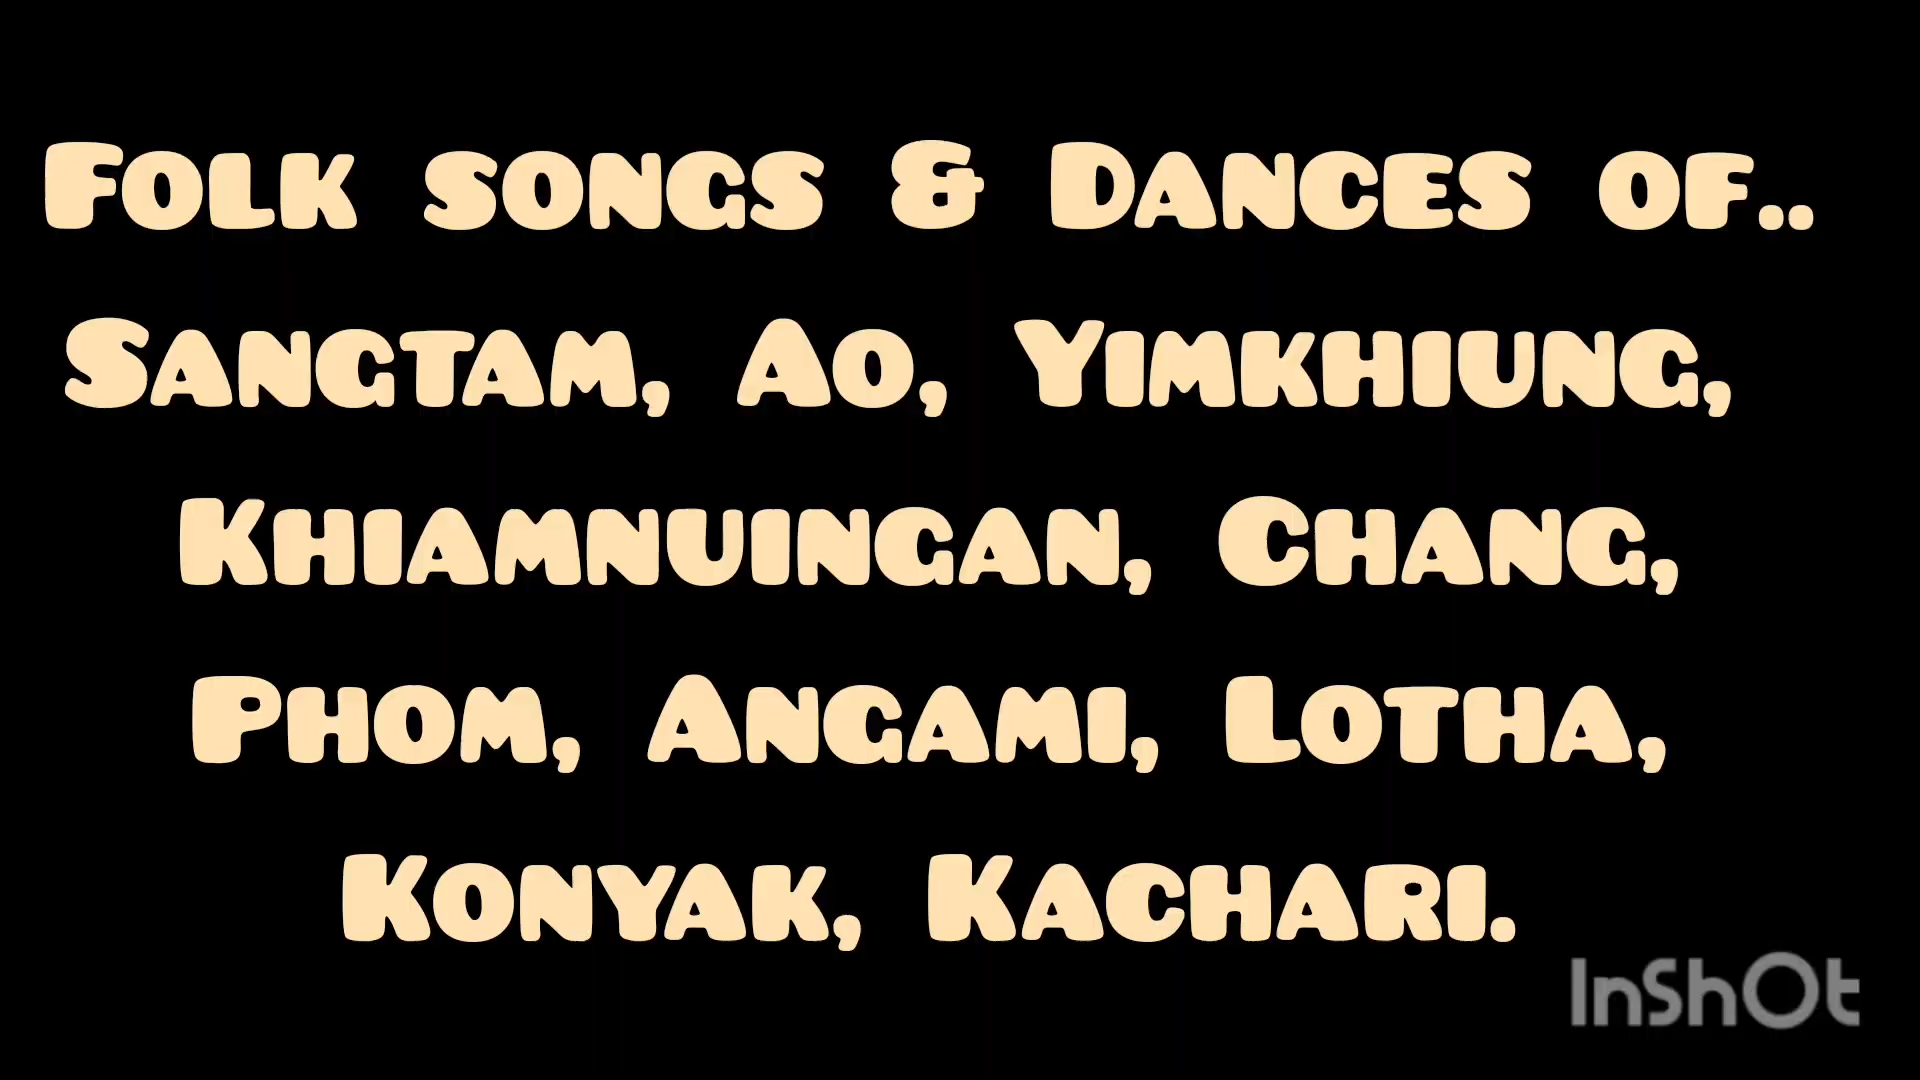 Folk songs & Dances of..
Sangtam, Ao, Yimkhiung,
Khiamnuingan, Chang,
Phom, Angami, Lotha,
Konyak, Kachari.
InShOt